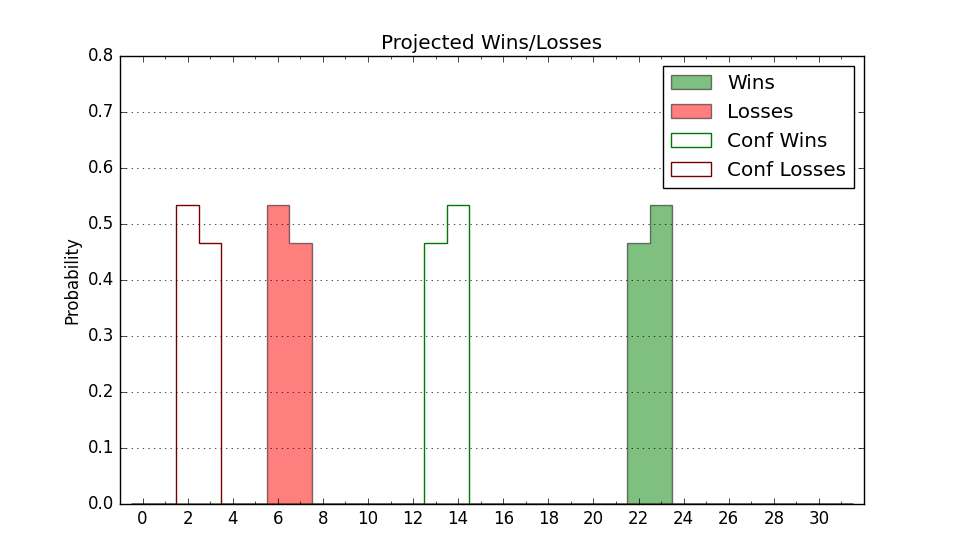 Projected Wins/Losses
0.8
0.7
0.6
0.5
0.4
0.3
0.2
0.1
0.0
Probability
Wins
Losses
Conf Wins
Conf Losses
0 2 4 6 8 10 12 14 16 18 20 22 24 26 28 30